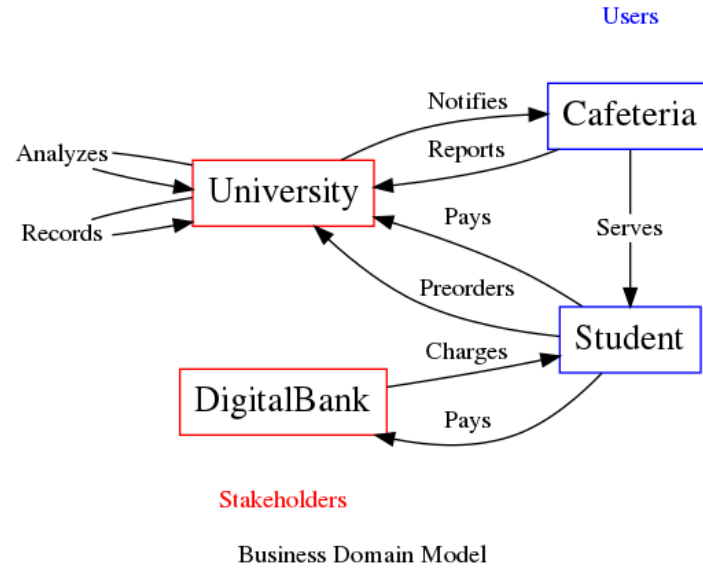 Users
Notifies
Cafeteria
Analyzes
Reports
University
Pays
Serves
Records
Preorders
Student
Charges
DigitalBank
Pays
Stakeholders
Business Domain Model